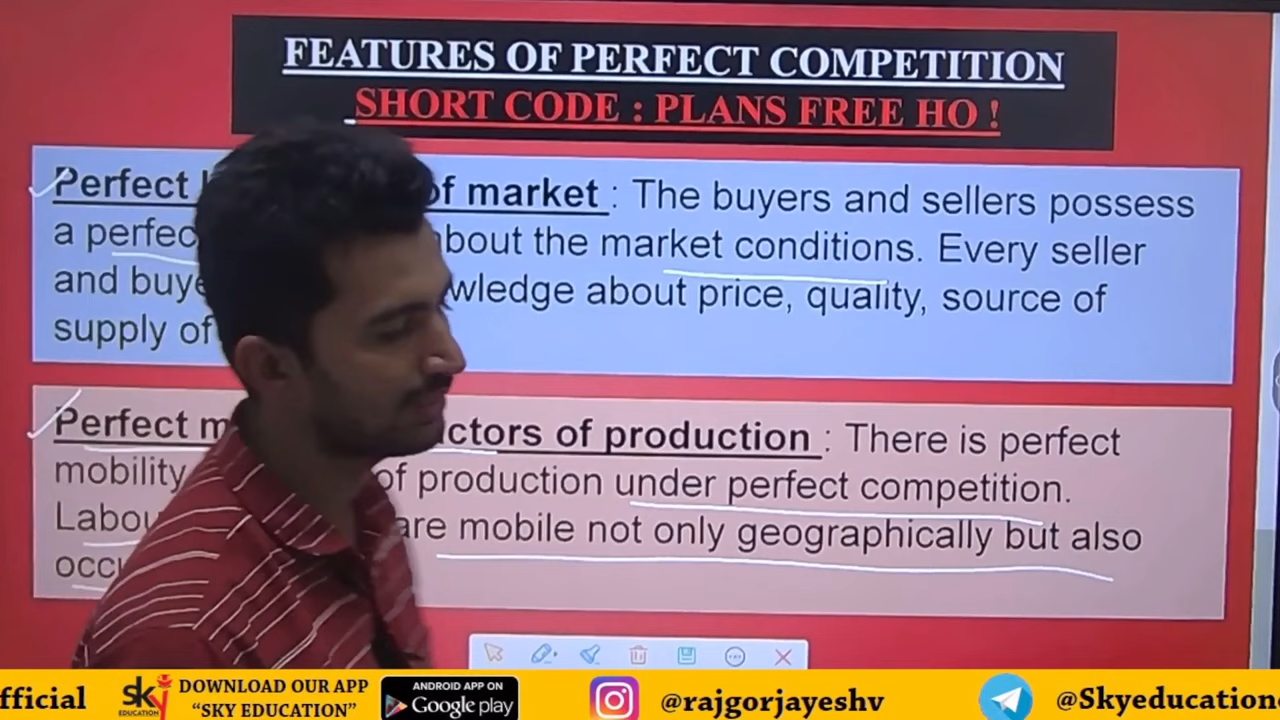 FEATURES OF PERFECT COMPETITION
SHORT CODE : PLANS FREE HO !
Perfect of market : The buyers and sellers possess
a perfec bout the market conditions. Every seller
and buye wledge about price, quality, source of
supply of
Perfect m ctors of production : There is perfect
mobility of production under perfect competition.
Labou are mobile not only geographically but also
occ
fficial
sky EDUCATION
DOWNLOAD OUR APP
“SKY EDUCATION”
ANDROID APP ON
Google play
@rajgorjayeshv
@Skyeducation